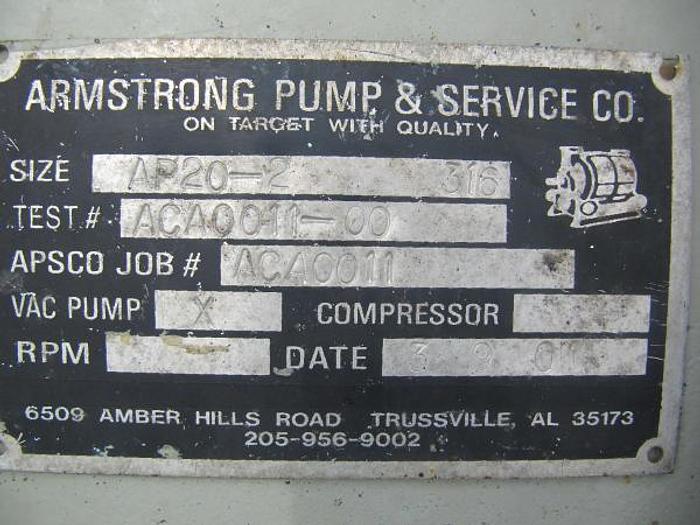 ARMSTRONG PUMP & SERVICE CO.
ON TARGET WITH QUALITY.
SIZE AP20-2 316
TEST # ACA0011-00
APSCO JOB # ACA0011
VAC PUMP X COMPRESSOR
RPM DATE 3 9
6509 AMBER HILLS ROAD TRUSSVILLE, AL 35173
205-956-9002